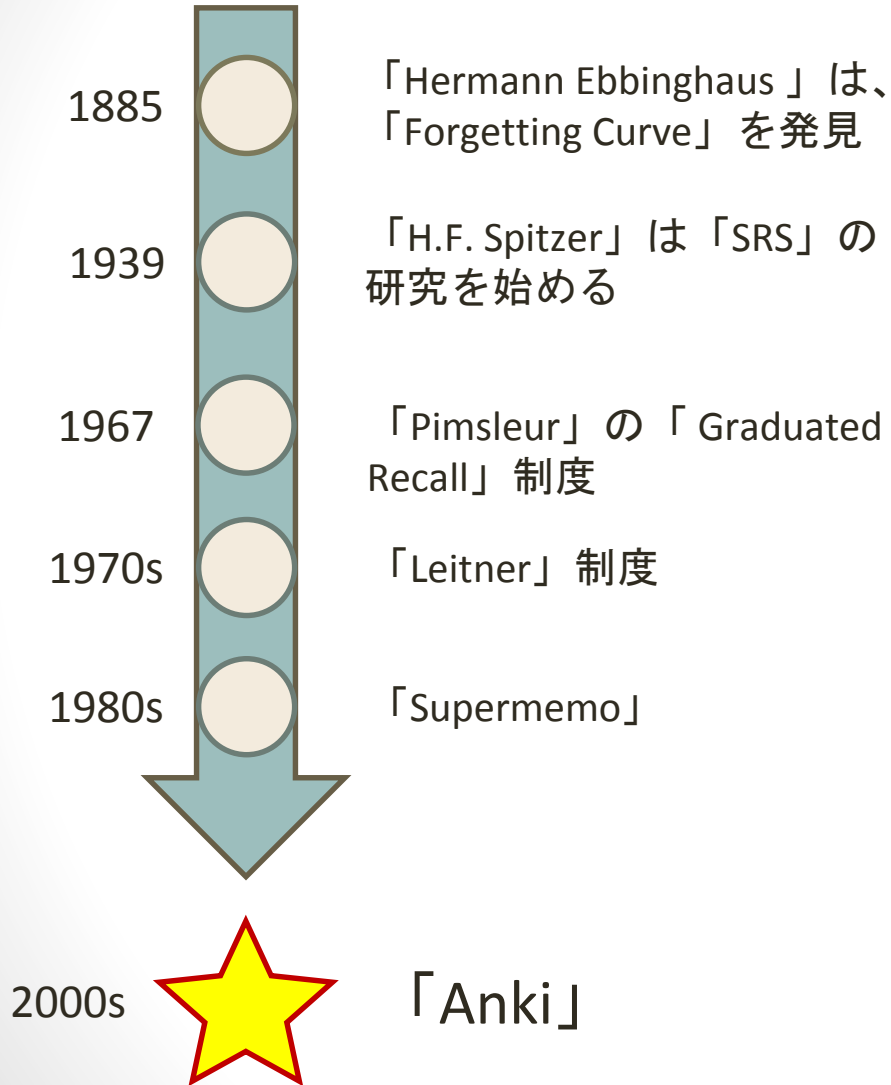 1885
「Hermann Ebbinghaus 」は、
「Forgetting Curve」を発見
1939
「H.F. Spitzer」は「SRS」の
研究を始める
1967
「Pimsleur」の「 Graduated
Recall」制度
1970s
「Leitner」制度
1980s
「Supermemo」
2000s
「Anki」